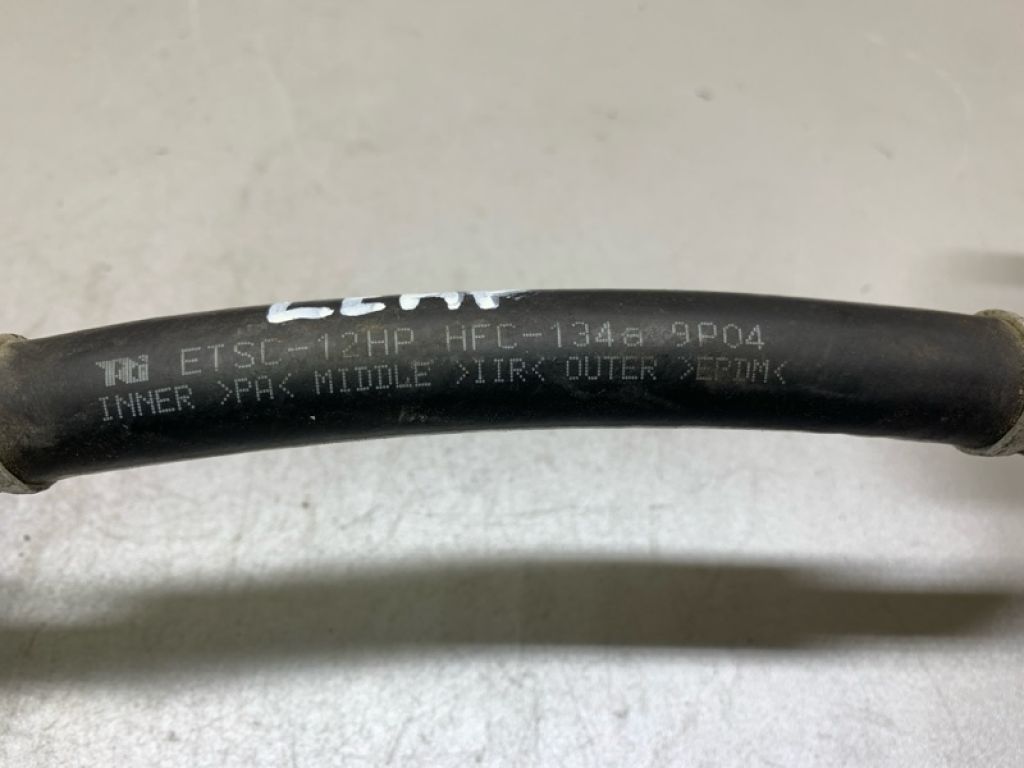 ETSC-12HP HFC-134a 9P04
INNER >PA< MIDDLE >IIR< OUTER >EPDM<